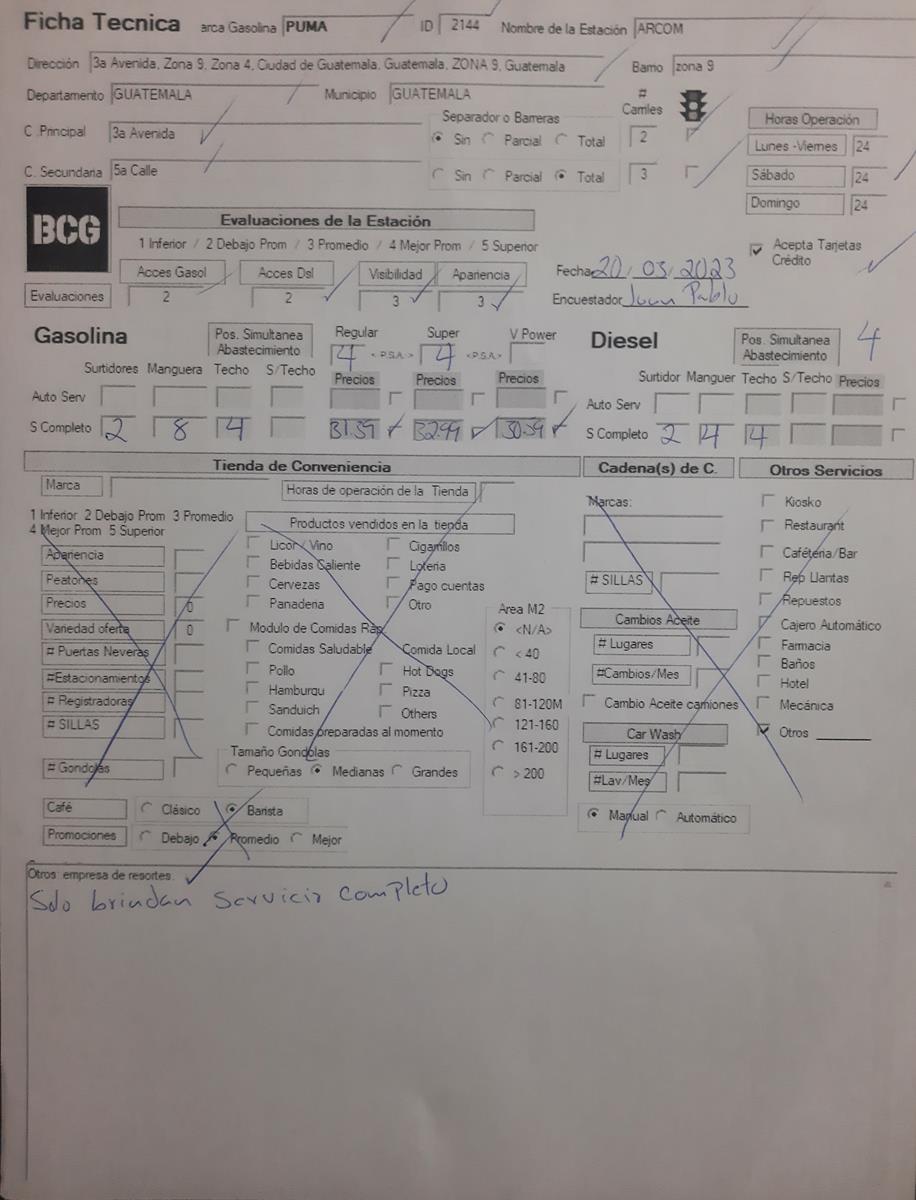 Ficha Tecnica arca Gasolina PUMA ID 2144 Nombre de la Estación ARCOM
Dirección 3a Avenida, Zona 9, Zona 4, Ciudad de Guatemala, Guatemala, ZONA 9, Guatemala Barrio zona 9
Departamento GUATEMALA Municipio GUATEMALA # Carriles
Separador o Barreras Horas Operación
C. Principal 3a Avenida Sin Parcial Total 2 Lunes -Viernes 24
C. Secundaria 5a Calle Sin Parcial Total 3 Sábado 24
Domingo 24
BCG
Evaluaciones de la Estación
1 Inferior / 2 Debajo Prom / 3 Promedio / 4 Mejor Prom / 5 Superior
Acepta Tarjetas Crédito
Acces Gasol Acces Dsl Visibilidad Apariencia Fecha 20/03/2023
Evaluaciones 2 2 3 3 Encuestador Juan Pablo
Gasolina Pos. Simultanea Abastecimiento Regular 4 <P.S.A.> Super 4 <P.S.A.> V Power
Diesel Pos. Simultanea Abastecimiento 4
Surtidores Manguera Techo S/Techo Precios Precios Precios
Surtidor Manguer Techo S/Techo Precios
Auto Serv
Auto Serv
S Completo 2 8 4 31.39 32.99 30.39
S Completo 2 4 4
Tienda de Conveniencia
Marca Horas de operación de la Tienda
1 Inferior 2 Debajo Prom 3 Promedio
4 Mejor Prom 5 Superior
Apariencia
Peatones
Precios 0
Variedad oferta 0
# Puertas Neveras
#Estacionamientos
# Registradoras
# SILLAS
# Gondolas
Productos vendidos en la tienda
Licor / Vino Cigarrillos
Bebidas Caliente Loteria
Cervezas Pago cuentas
Panaderia Otro
Modulo de Comidas Rap.
Comidas Saludable Comida Local
Pollo Hot Dogs
Hamburgu Pizza
Sanduich Others
Comidas preparadas al momento
Tamaño Gondolas
Pequeñas Medianas Grandes
Area M2
<N/A>
< 40
41-80
81-120M
121-160
161-200
> 200
Café Clásico Barista
Promociones Debajo Promedio Mejor
Cadena(s) de C.
Marcas:
# SILLAS
Cambios Aceite
# Lugares
#Cambios/Mes
Cambio Aceite camiones
Car Wash
# Lugares
#Lav/Mes
Manual Automático
Otros Servicios
Kiosko
Restaurant
Cafétéria/Bar
Rep Llantas
Repuestos
Cajero Automático
Farmacia
Baños
Hotel
Mecánica
Otros
Otros: empresa de resortes.
Solo brindan servicio completo